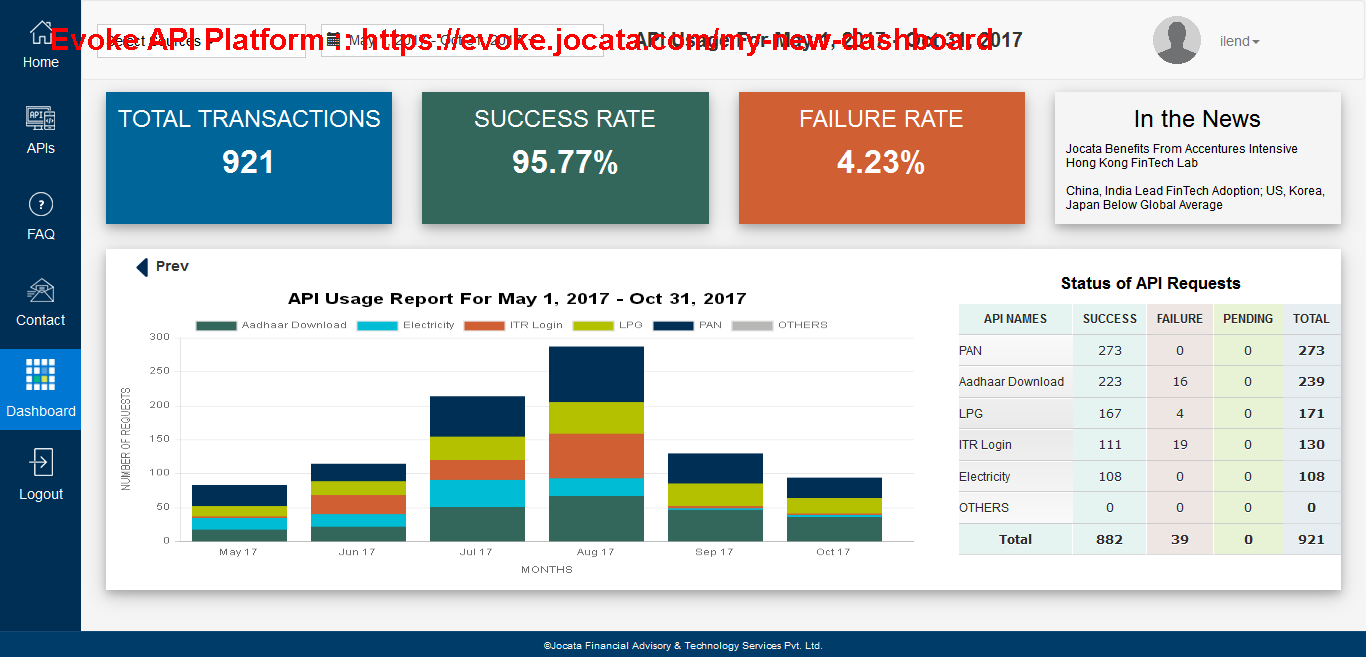 Evoke API Platform1: https://evoke.jocata.com/my-new-dashboard
Select Sources
May 1, 2017 - Oct 31, 2017
API Usage For May 1, 2017 - Oct 31, 2017
ilend
Home
API
APIs
?
FAQ
Contact
Dashboard
Logout
TOTAL TRANSACTIONS
921
SUCCESS RATE
95.77%
FAILURE RATE
4.23%
In the News
Jocata Benefits From Accentures Intensive
Hong Kong FinTech Lab
China, India Lead FinTech Adoption; US, Korea,
Japan Below Global Average
Prev
API Usage Report For May 1, 2017 - Oct 31, 2017
Aadhaar Download Electricity ITR Login LPG PAN OTHERS
300
250
200
150
100
50
0
NUMBER OF REQUESTS
May 17 Jun 17 Jul 17 Aug 17 Sep 17 Oct 17
MONTHS
Status of API Requests
API NAMES SUCCESS FAILURE PENDING TOTAL
PAN 273 0 0 273
Aadhaar Download 223 16 0 239
LPG 167 4 0 171
ITR Login 111 19 0 130
Electricity 108 0 0 108
OTHERS 0 0 0 0
Total 882 39 0 921
©Jocata Financial Advisory & Technology Services Pvt. Ltd.